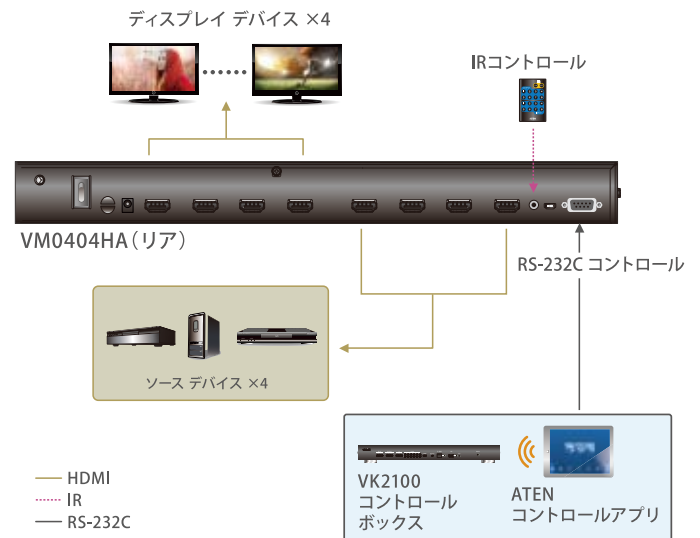 ディスプレイ デバイス ×4
IRコントロール
VM0404HA（リア）
RS-232C コントロール
ソース デバイス ×4
VK2100
コントロール
ボックス
ATEN
コントロールアプリ
HDMI
IR
RS-232C